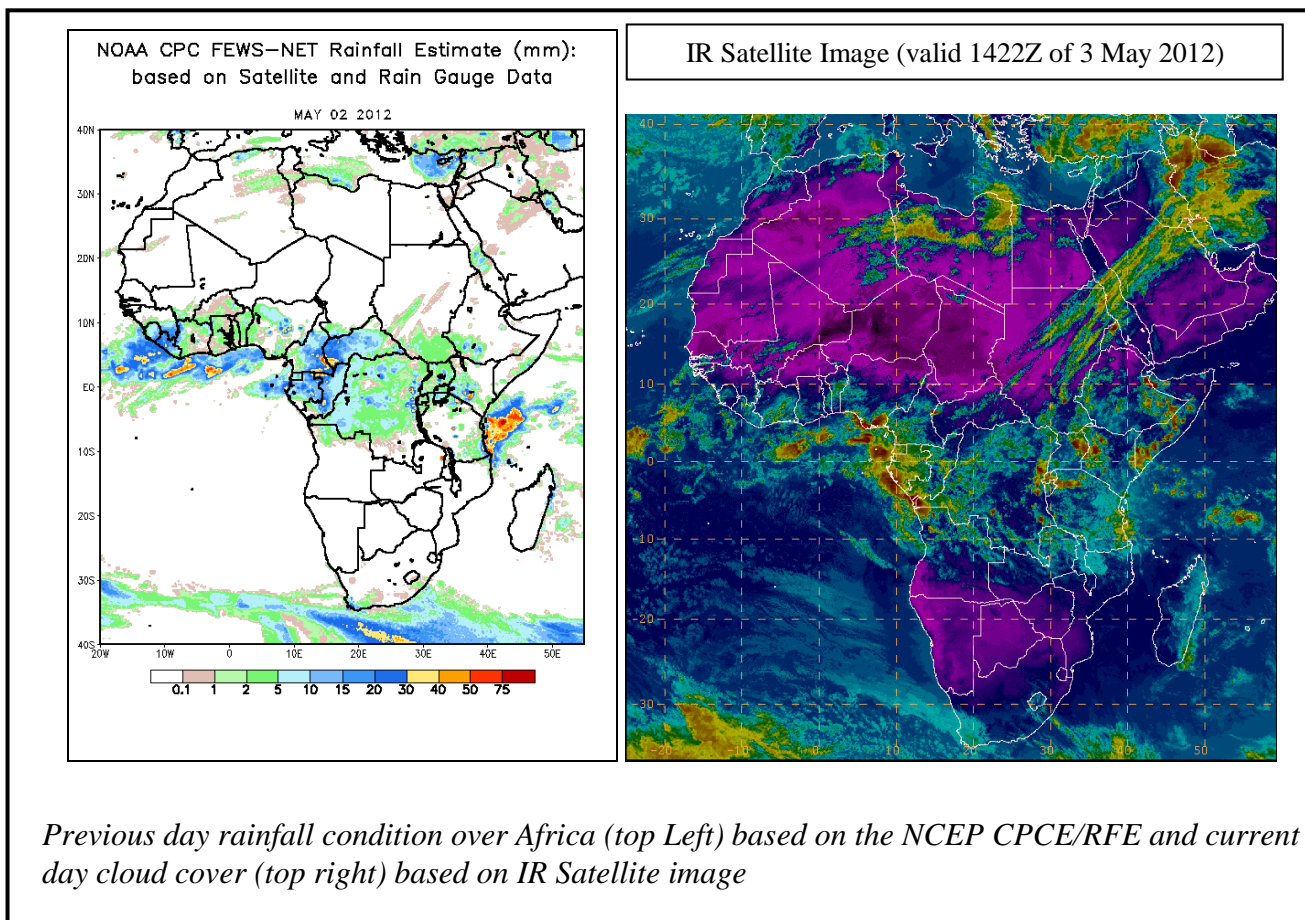 NOAA CPC FEWS-NET Rainfall Estimate (mm):
based on Satellite and Rain Gauge Data
MAY 02 2012
40N
30N
20N
10N
EQ
10S
20S
30S
40S
20W 10W 0 10E 20E 30E 40E 50E
0.1 1 2 5 10 15 20 30 40 50 75
IR Satellite Image (valid 1422Z of 3 May 2012)
40
30
20
10
0
-10
-20
-30
-20 -10 0 10 20 30 40 50
Previous day rainfall condition over Africa (top Left) based on the NCEP CPCE/RFE and current
day cloud cover (top right) based on IR Satellite image